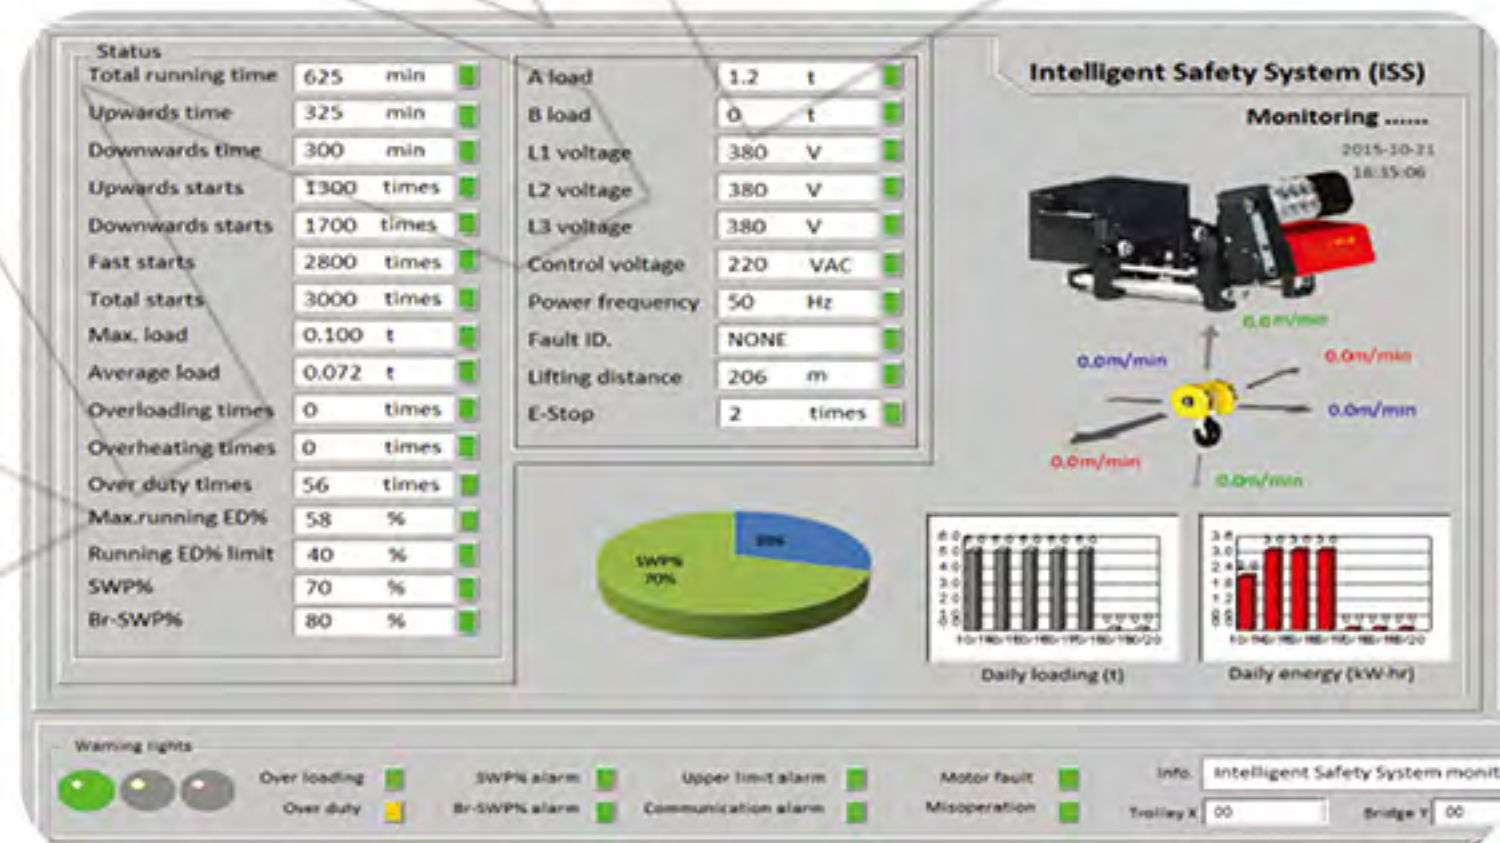 Status
Total running time 625 min
Upwards time 325 min
Downwards time 300 min
Upwards starts 1300 times
Downwards starts 1700 times
Fast starts 2800 times
Total starts 3000 times
Max. load 0.100 t
Average load 0.072 t
Overloading times 0 times
Overheating times 0 times
Over duty times 56 times
Max.running ED% 58 %
Running ED% limit 40 %
SWP% 70 %
Br-SWP% 80 %
A load 1.2 t
B load 0 t
L1 voltage 380 V
L2 voltage 380 V
L3 voltage 380 V
Control voltage 220 VAC
Power frequency 50 Hz
Fault ID. NONE
Lifting distance 206 m
E-Stop 2 times
SWP%
70%
30%
Intelligent Safety System (iSS)
Monitoring ......
2015-10-21
18:35:06
0.0m/min
0.0m/min
0.0m/min
0.0m/min
0.0m/min
0.0m/min
Daily loading (t)
Daily energy (kW-hr)
Warning lights
Over loading
Over duty
SWP% alarm
Br-SWP% alarm
Upper limit alarm
Communication alarm
Motor fault
Misoperation
Info. Intelligent Safety System monit
Trolley X 00 Bridge Y 00